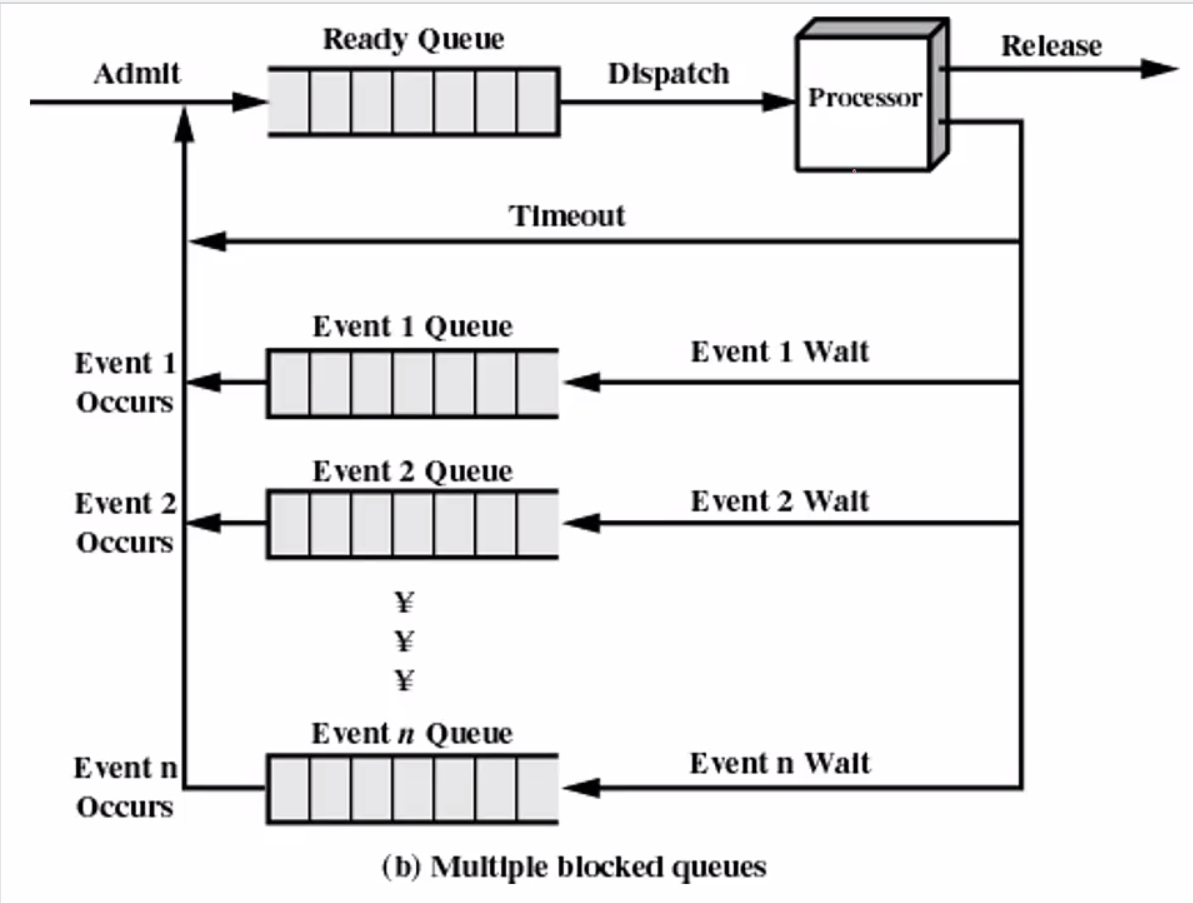 Ready Queue
Admit
Dispatch
Processor
Release
Timeout
Event 1 Queue
Event 1
Occurs
Event 1 Wait
Event 2 Queue
Event 2
Occurs
Event 2 Wait
¥
¥
¥
Event n Queue
Event n
Occurs
Event n Wait
(b) Multiple blocked queues